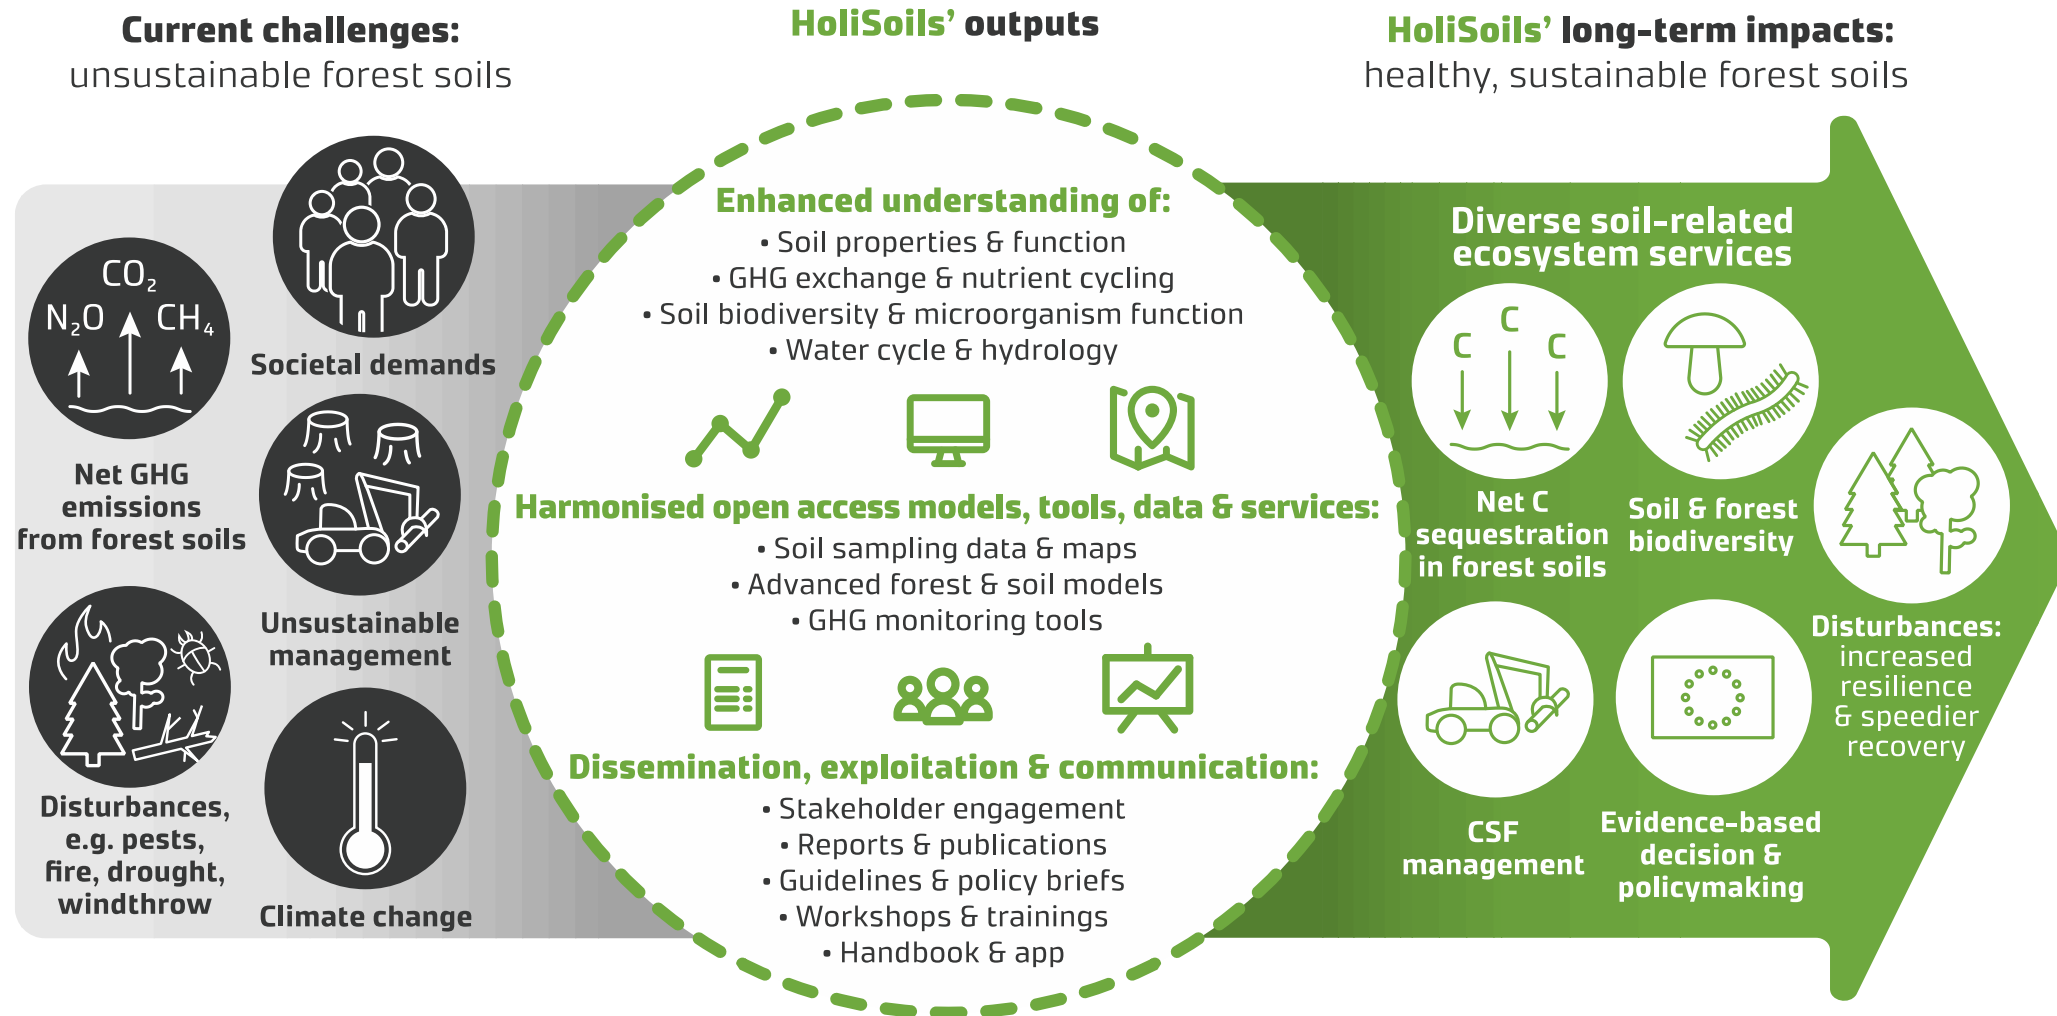 Current challenges:
unsustainable forest soils
CO₂
N₂O
CH₄
Net GHG
emissions
from forest soils
Societal demands
Unsustainable
management
Disturbances,
e.g. pests,
fire, drought,
windthrow
Climate change
HoliSoils’ outputs
Enhanced understanding of:
• Soil properties & function
• GHG exchange & nutrient cycling
• Soil biodiversity & microorganism function
• Water cycle & hydrology
Harmonised open access models, tools, data & services:
• Soil sampling data & maps
• Advanced forest & soil models
• GHG monitoring tools
Dissemination, exploitation & communication:
• Stakeholder engagement
• Reports & publications
• Guidelines & policy briefs
• Workshops & trainings
• Handbook & app
HoliSoils’ long-term impacts:
healthy, sustainable forest soils
Diverse soil-related
ecosystem services
C C C
Net C
sequestration
in forest soils
Soil & forest
biodiversity
Disturbances:
increased
resilience
& speedier
recovery
CSF
management
Evidence-based
decision &
policymaking